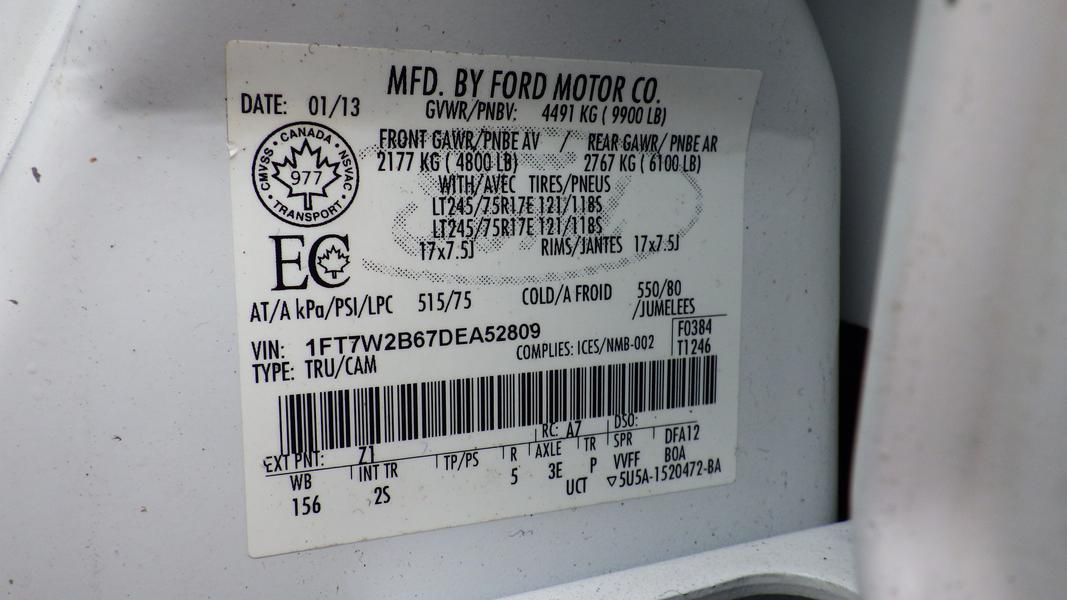 MFD. BY FORD MOTOR CO.
DATE: 01/13
GVWR/PNBV: 4491 KG ( 9900 LB)
FRONT GAWR/PNBE AV / REAR GAWR/ PNBE AR
2177 KG ( 4800 LB) 2767 KG ( 6100 LB)
WITH/AVEC TIRES/PNEUS
LT245/75R17E 121/118S
LT245/75R17E 121/118S
17x7.5J RIMS/JANTES 17x7.5J
CANADA · NSVAC · TRANSPORT · CMVSS ·
977
EC
AT/A kPa/PSI/LPC 515/75 COLD/A FROID 550/80
/JUMELEES
VIN: 1FT7W2B67DEA52809
F0384
T1246
TYPE: TRU/CAM COMPLIES: ICES/NMB-002
EXT PNT: Z1 RC: A7 DSO:
WB INT TR TP/PS R AXLE TR SPR DFA12
156 2S 5 3E P VVFF BOA
UCT ▽5U5A-1520472-BA